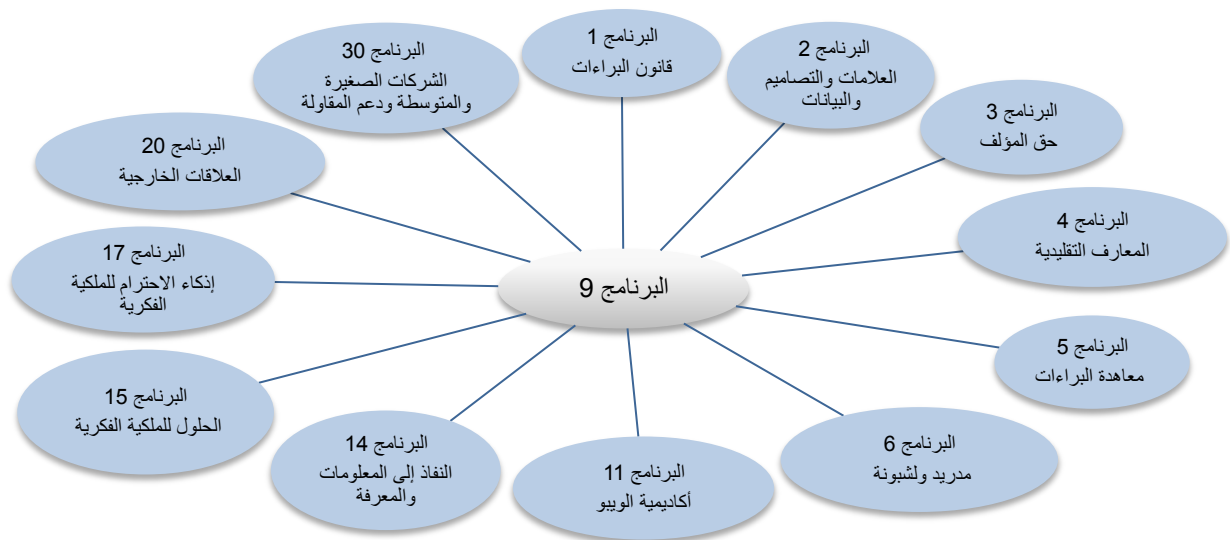 البرنامج 1
قانون البراءات
البرنامج 2
العلامات والتصاميم
والبيانات
البرنامج 3
حق المؤلف
البرنامج 4
المعارف التقليدية
البرنامج 5
معاهدة البراءات
البرنامج 6
مدريد ولشبونة
البرنامج 11
أكاديمية الويبو
البرنامج 14
النفاذ إلى المعلومات
والمعرفة
البرنامج 15
الحلول للملكية الفكرية
البرنامج 17
إذكاء الاحترام للملكية
الفكرية
البرنامج 20
العلاقات الخارجية
البرنامج 30
الشركات الصغيرة
والمتوسطة ودعم المقاولة
البرنامج 9